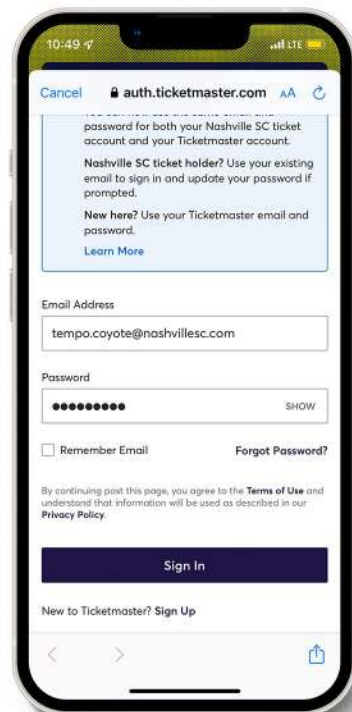 10:49
LTE
Cancel
auth.ticketmaster.com
AA
password for both your Nashville SC ticket
account and your Ticketmaster account.
Nashville SC ticket holder? Use your existing
email to sign in and update your password if
prompted.
New here? Use your Ticketmaster email and
password.
Learn More
Email Address
tempo.coyote@nashvillesc.com
Password
SHOW
Remember Email
Forgot Password?
By continuing past this page, you agree to the Terms of Use and
understand that information will be used as described in our
Privacy Policy.
Sign In
New to Ticketmaster? Sign Up